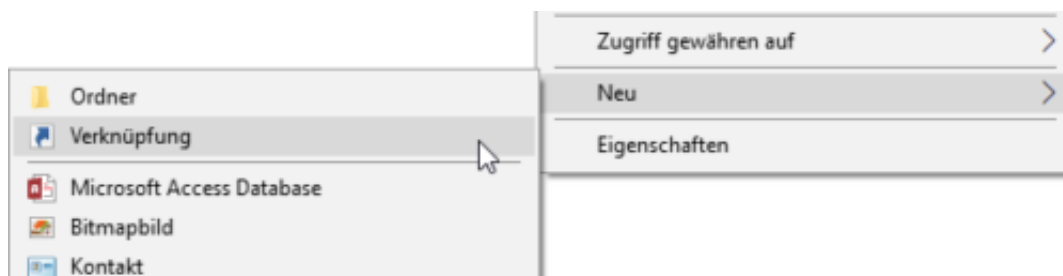 Zugriff gewähren auf
Neu
Eigenschaften
Ordner
Verknüpfung
Microsoft Access Database
Bitmapbild
Kontakt